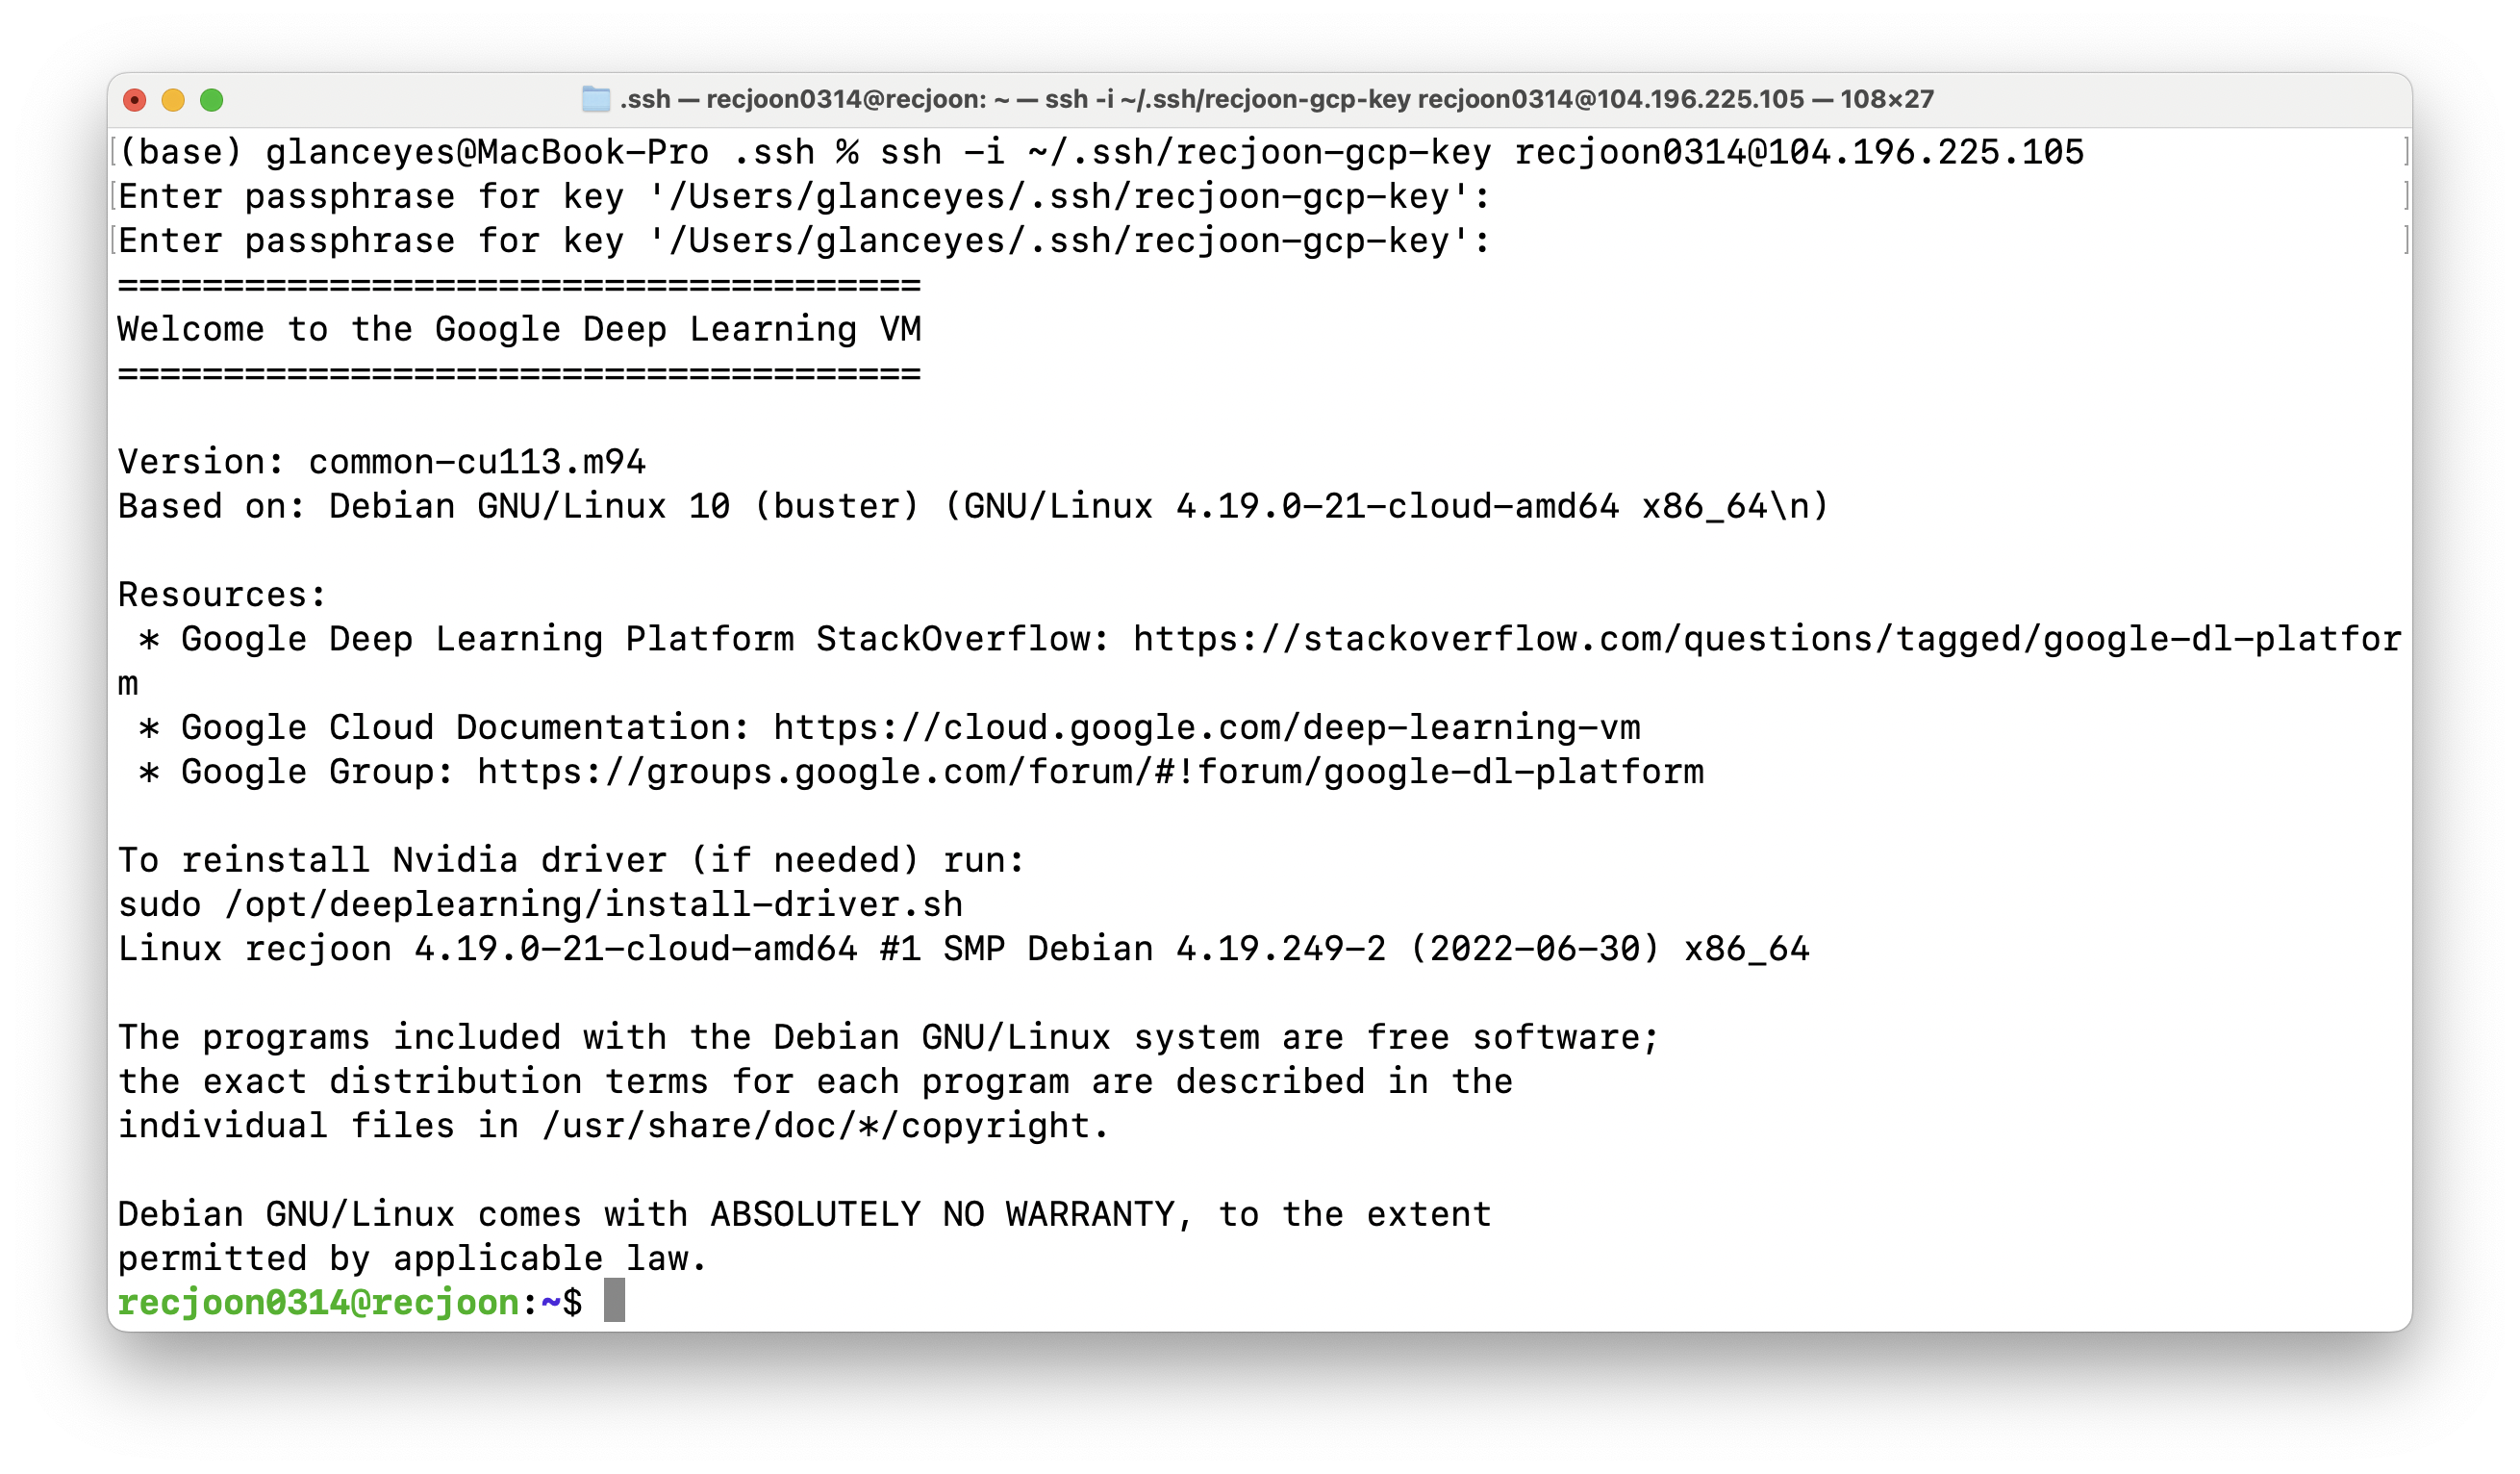 .ssh — recjoon0314@recjoon: ~ — ssh -i ~/.ssh/recjoon-gcp-key recjoon0314@104.196.225.105 — 108×27
(base) glanceyes@MacBook-Pro .ssh % ssh -i ~/.ssh/recjoon-gcp-key recjoon0314@104.196.225.105
Enter passphrase for key '/Users/glanceyes/.ssh/recjoon-gcp-key':
Enter passphrase for key '/Users/glanceyes/.ssh/recjoon-gcp-key':
======================================
Welcome to the Google Deep Learning VM
======================================
Version: common-cu113.m94
Based on: Debian GNU/Linux 10 (buster) (GNU/Linux 4.19.0-21-cloud-amd64 x86_64\n)
Resources:
 * Google Deep Learning Platform StackOverflow: https://stackoverflow.com/questions/tagged/google-dl-platfor
m
 * Google Cloud Documentation: https://cloud.google.com/deep-learning-vm
 * Google Group: https://groups.google.com/forum/#!forum/google-dl-platform
To reinstall Nvidia driver (if needed) run:
sudo /opt/deeplearning/install-driver.sh
Linux recjoon 4.19.0-21-cloud-amd64 #1 SMP Debian 4.19.249-2 (2022-06-30) x86_64
The programs included with the Debian GNU/Linux system are free software;
the exact distribution terms for each program are described in the
individual files in /usr/share/doc/*/copyright.
Debian GNU/Linux comes with ABSOLUTELY NO WARRANTY, to the extent
permitted by applicable law.
recjoon0314@recjoon:~$